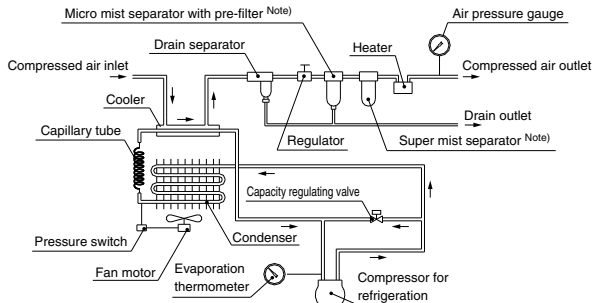 Micro mist separator with pre-filter Note)
Air pressure gauge
Drain separator
Heater
Compressed air inlet
Compressed air outlet
Cooler
Drain outlet
Capillary tube
Regulator
Super mist separator Note)
Capacity regulating valve
Pressure switch
Condenser
Fan motor
Evaporation
thermometer
Compressor for
refrigeration